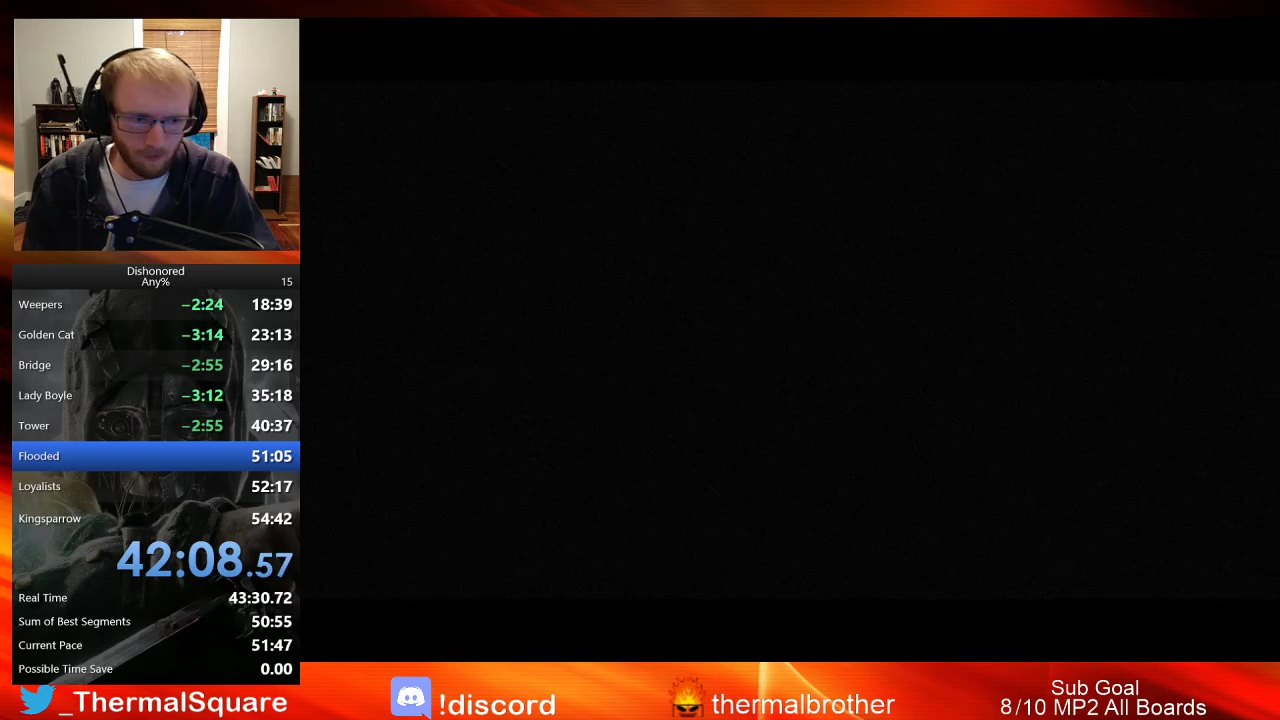 Dishonored
Any%
15
Weepers −2:24 18:39
Golden Cat −3:14 23:13
Bridge −2:55 29:16
Lady Boyle −3:12 35:18
Tower −2:55 40:37
Flooded 51:05
Loyalists 52:17
Kingsparrow 54:42
42:08.57
Real Time 43:30.72
Sum of Best Segments 50:55
Current Pace 51:47
Possible Time Save 0.00
_ThermalSquare
!discord
thermalbrother
Sub Goal
8/10 MP2 All Boards